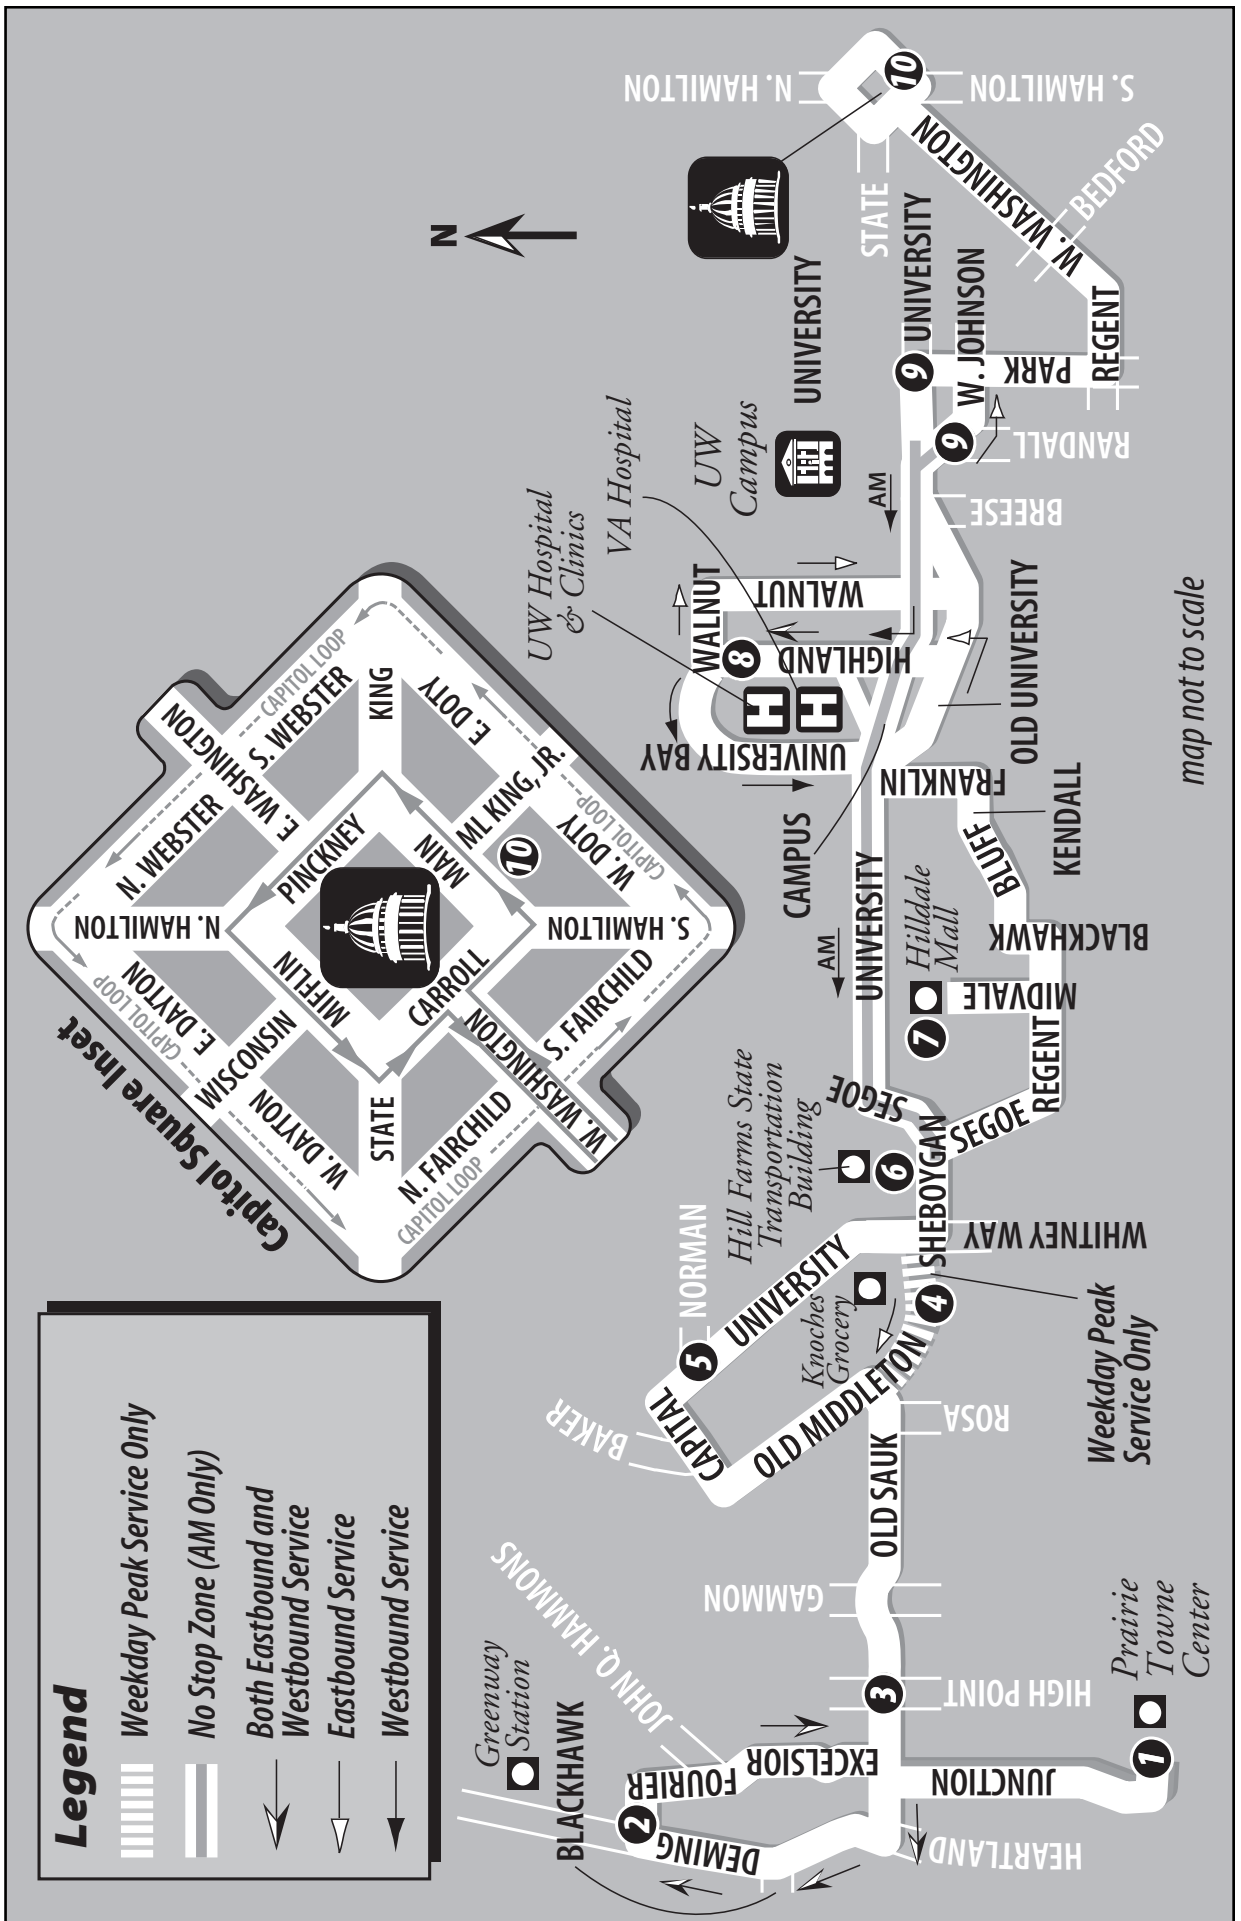 Legend
Weekday Peak Service Only
No Stop Zone (AM Only)
Both Eastbound and
Westbound Service
Eastbound Service
Westbound Service
Capitol Square Inset
N. HAMILTON
E. DAYTON
CAPITOL LOOP
WISCONSIN
W. DAYTON
STATE
N. FAIRCHILD
CAPITOL LOOP
W. WASHINGTON
S. FAIRCHILD
S. HAMILTON
CARROLL
MIFFLIN
PINCKNEY
MAIN
N. WEBSTER
E. WASHINGTON
S. WEBSTER
CAPITOL LOOP
KING
E. DOTY
ML KING, JR.
W. DOTY
CAPITOL LOOP
10
N
Greenway
Station
BLACKHAWK
JOHN Q. HAMMONS
2
FOURIER
DEMING
EXCELSIOR
HEARTLAND
JUNCTION
1
Prairie
Towne
Center
3
HIGH POINT
GAMMON
OLD SAUK
ROSA
BAKER
CAPITAL
OLD MIDDLETON
5
NORMAN
UNIVERSITY
Knoches
Grocery
4
Weekday Peak
Service Only
WHITNEY WAY
SHEBOYGAN
6
Hill Farms State
Transportation
Building
SEGOE
SEGOE
REGENT
MIDVALE
7
Hilldale
Mall
BLACKHAWK
BLUFF
KENDALL
FRANKLIN
UNIVERSITY
AM
CAMPUS
UNIVERSITY BAY
H
H
8
WALNUT
HIGHLAND
WALNUT
UW Hospital
& Clinics
VA Hospital
OLD UNIVERSITY
UW
Campus
AM
BREESE
RANDALL
9
9
UNIVERSITY
W. JOHNSON
UNIVERSITY
PARK
REGENT
W. WASHINGTON
BEDFORD
STATE
N. HAMILTON
10
S. HAMILTON
map not to scale